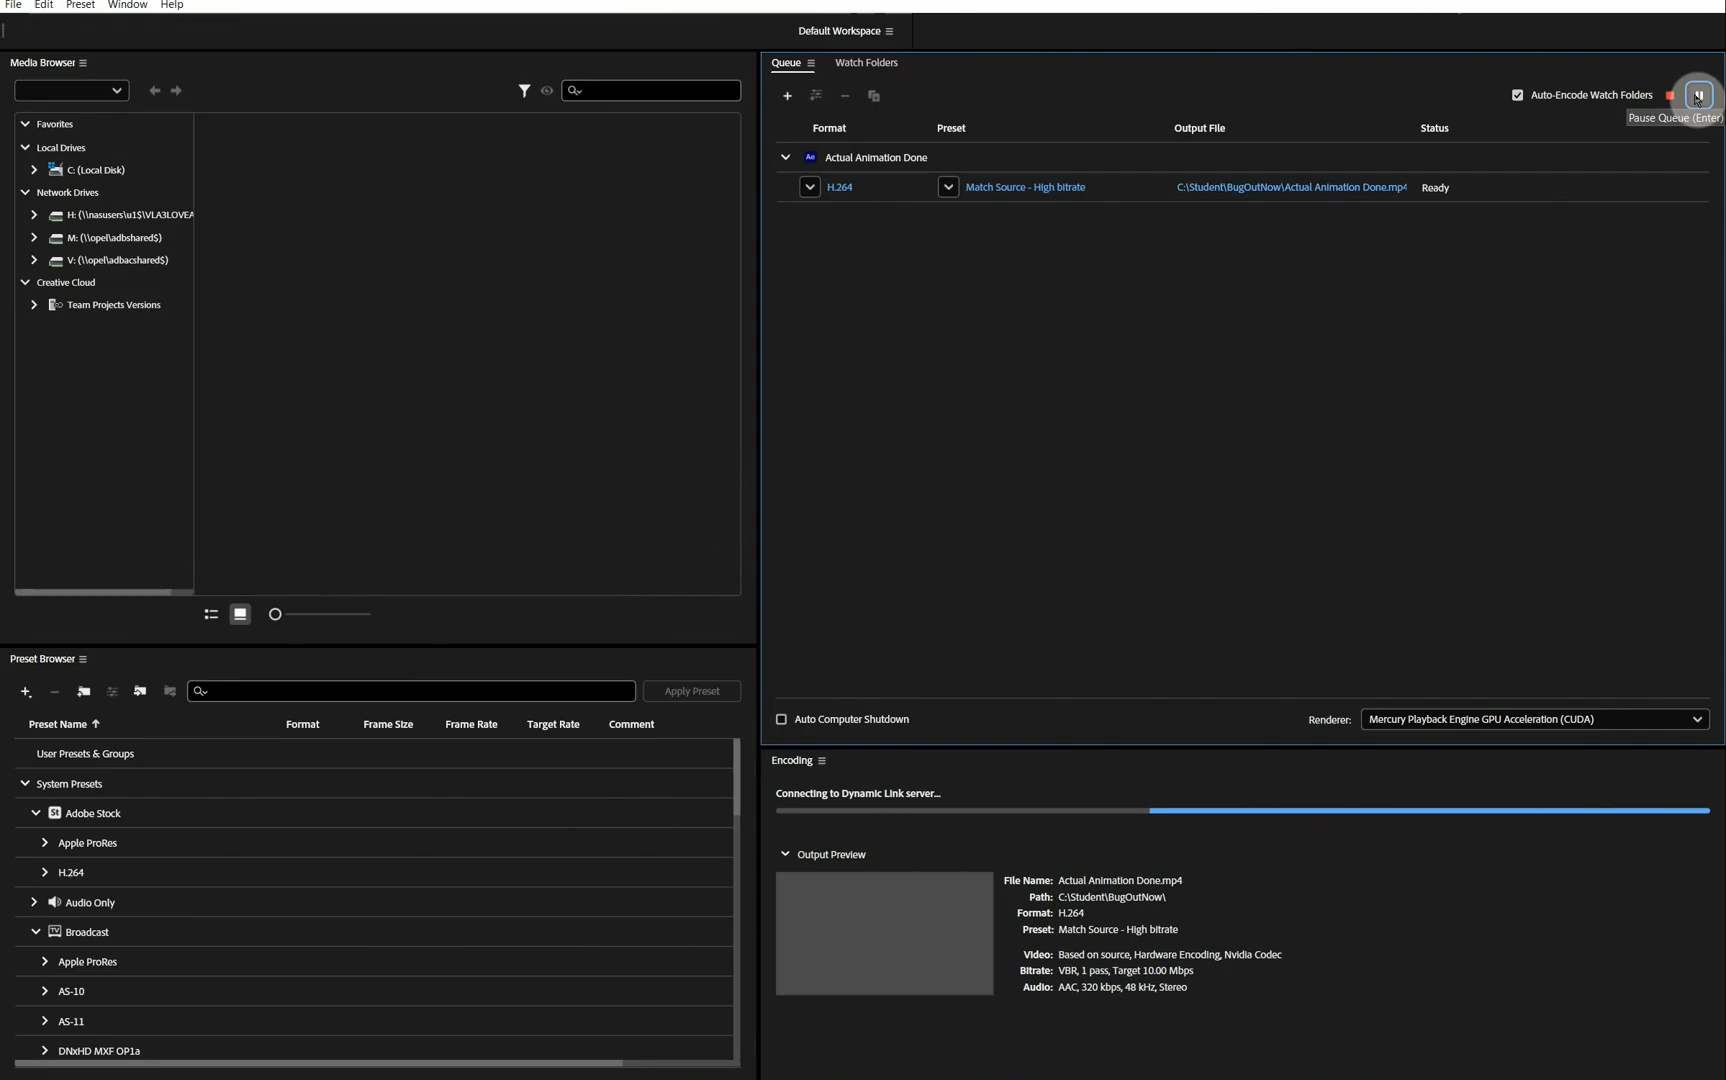 File Edit Preset Window Help
Default Workspace
Media Browser
Favorites
Local Drives
C: (Local Disk)
Network Drives
H: (\\nasusers\u1$\VLA3LOVEA
M: (\\opel\adbshared$)
V: (\\opel\adbacshared$)
Creative Cloud
Team Projects Versions
Queue Watch Folders
Auto-Encode Watch Folders
Pause Queue (Enter)
Format Preset Output File Status
Ae Actual Animation Done
H.264 Match Source - High bitrate C:\Student\BugOutNow\Actual Animation Done.mp4 Ready
Auto Computer Shutdown Renderer: Mercury Playback Engine GPU Acceleration (CUDA)
Preset Browser
Apply Preset
Preset Name Format Frame Size Frame Rate Target Rate Comment
User Presets & Groups
System Presets
St Adobe Stock
Apple ProRes
H.264
Audio Only
TV Broadcast
Apple ProRes
AS-10
AS-11
DNxHD MXF OP1a
Encoding
Connecting to Dynamic Link server...
Output Preview
File Name: Actual Animation Done.mp4
Path: C:\Student\BugOutNow\
Format: H.264
Preset: Match Source - High bitrate
Video: Based on source, Hardware Encoding, Nvidia Codec
Bitrate: VBR, 1 pass, Target 10.00 Mbps
Audio: AAC, 320 kbps, 48 kHz, Stereo